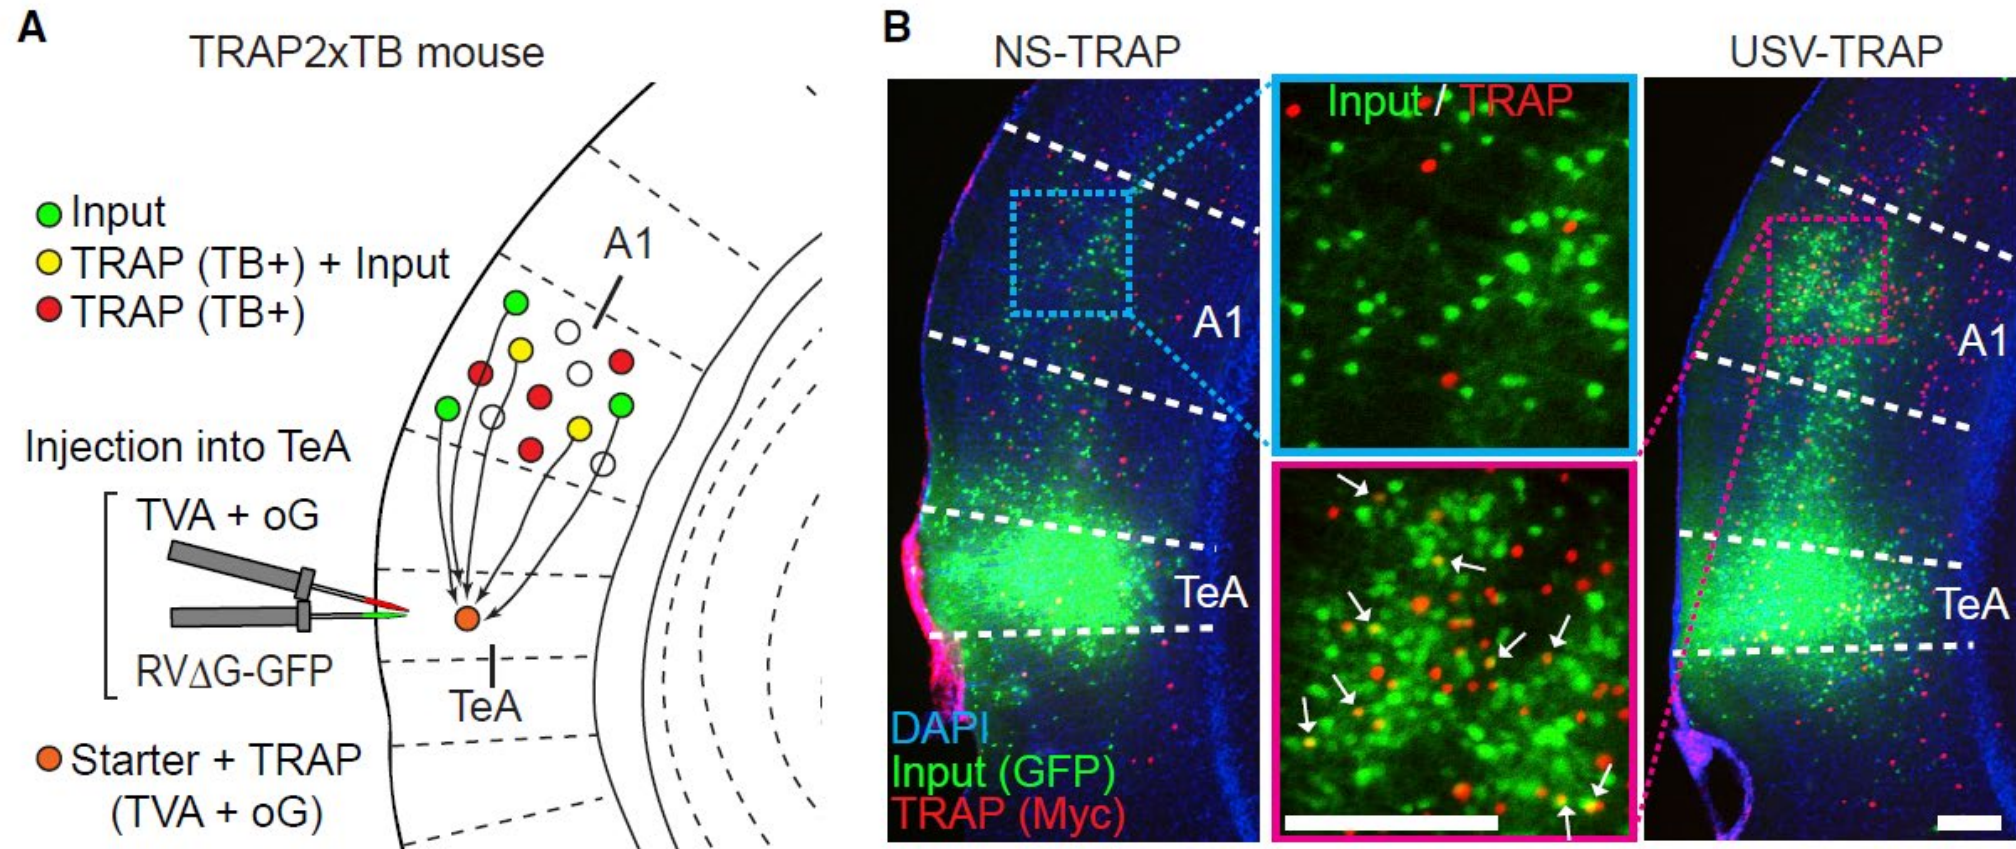 A
TRAP2xTB mouse
Input
TRAP (TB+) + Input
TRAP (TB+)
A1
Injection into TeA
TVA + oG
RVΔG-GFP
TeA
Starter + TRAP
(TVA + oG)
B
NS-TRAP
USV-TRAP
Input / TRAP
A1
TeA
DAPI
Input (GFP)
TRAP (Myc)
A1
TeA